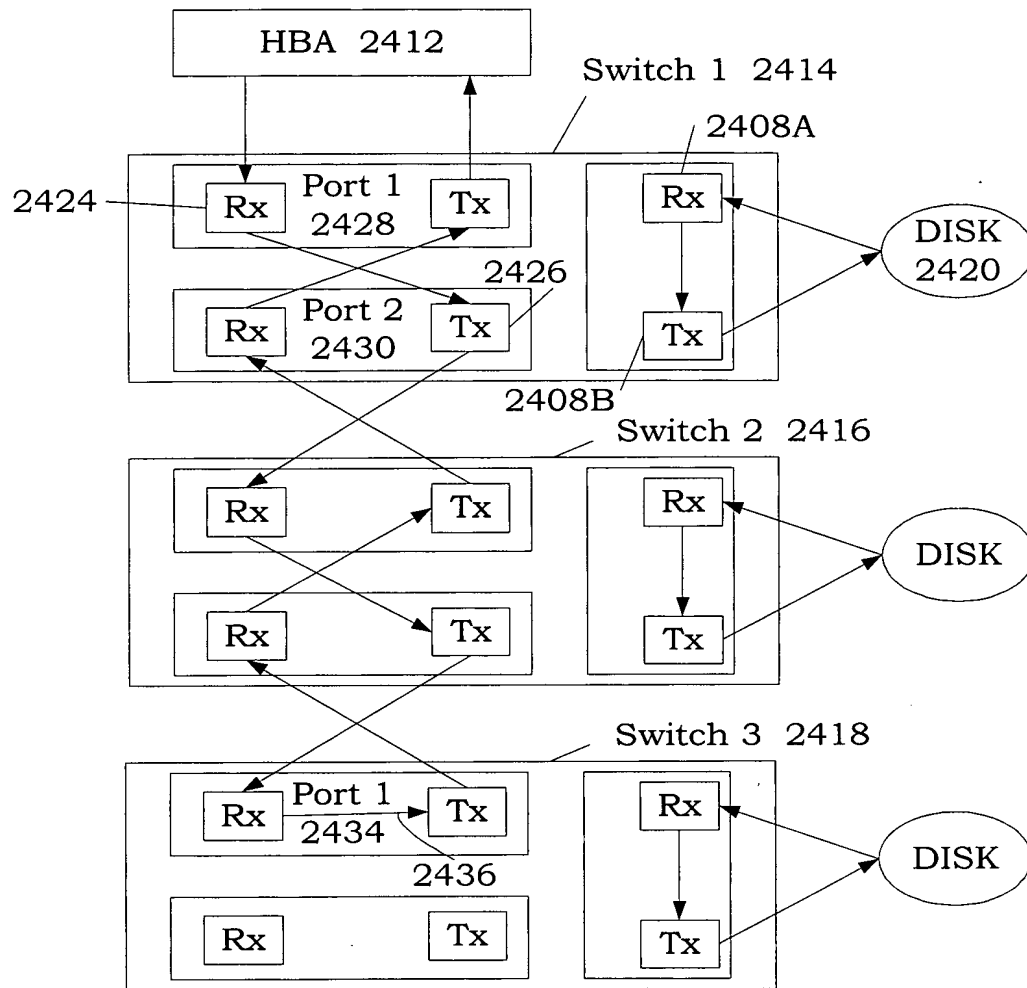 HBA 2412
Switch 1 2414
2408A
2424
Rx
Port 1
2428
Tx
Rx
DISK
2420
2426
Rx
Port 2
2430
Tx
Tx
2408B
Switch 2 2416
Rx
Tx
Rx
DISK
Rx
Tx
Tx
Switch 3 2418
Rx
Port 1
2434
Tx
Rx
DISK
2436
Rx
Tx
Tx